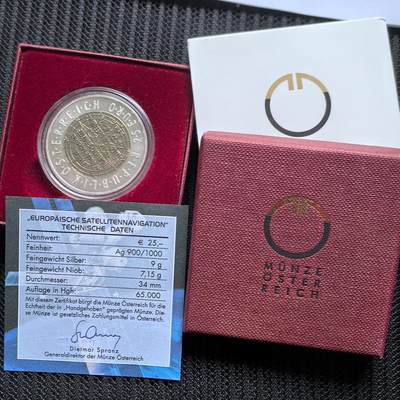 REPUBLIK ÖSTERREICH 25 EURO
„EUROPÄISCHE SATELLITENNAVIGATION"
TECHNISCHE DATEN
Nennwert: € 25,–
Feinheit: Ag 900/1000
Feingewicht Silber: 9 g
Feingewicht Niob: 7,15 g
Durchmesser: 34 mm
Auflage in Hgh: 65.000
Mit diesem Zertifikat bürgt die Münze Österreich für die
Echtheit der in „Handgehoben" geprägten Münze. Die-
se Münze ist gesetzliches Zahlungsmittel in Österreich.
Dietmar Spranz
Generaldirektor der Münze Österreich
MÜNZE
ÖSTER
REICH